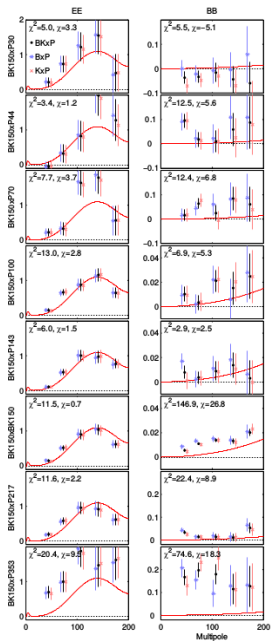 EE
BB
BK150xP30
χ²=5.0, χ=3.3
χ²=5.5, χ=−5.1
BKxP
BxP
KxP
BK150xP44
χ²=3.4, χ=1.2
χ²=12.5, χ=5.6
BK150xP70
χ²=7.7, χ=3.7
χ²=12.4, χ=6.8
BK150xP100
χ²=13.0, χ=2.8
χ²=6.9, χ=5.3
BK150xP143
χ²=6.0, χ=1.5
χ²=2.9, χ=2.5
BK150xBK150
χ²=11.5, χ=0.7
χ²=146.9, χ=26.8
BK150xP217
χ²=11.6, χ=2.2
χ²=22.4, χ=8.9
BK150xP353
χ²=20.4, χ=9.
χ²=74.6, χ=18.3
0 100 200
0 100 200
Multipole